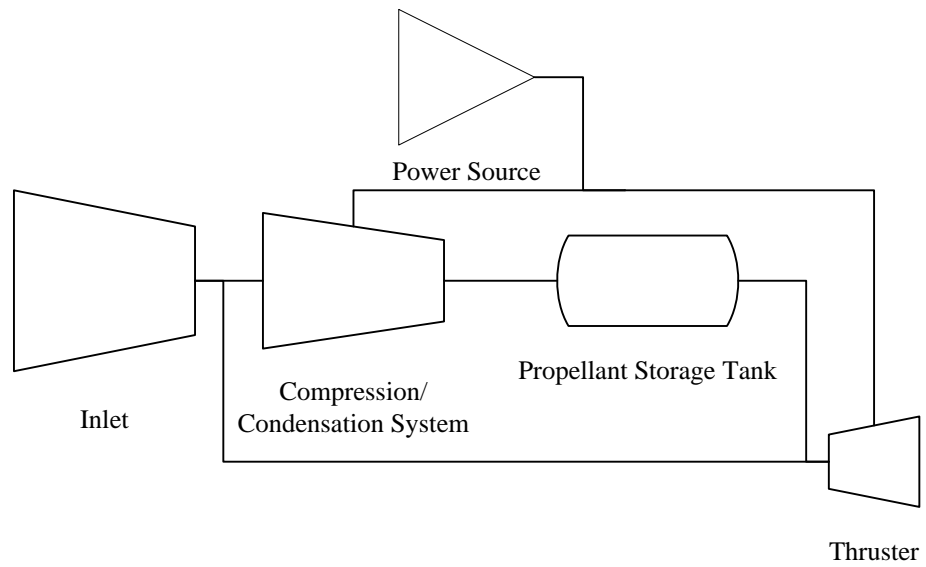 Power Source
Propellant Storage Tank
Compression/
Condensation System
Inlet
Thruster